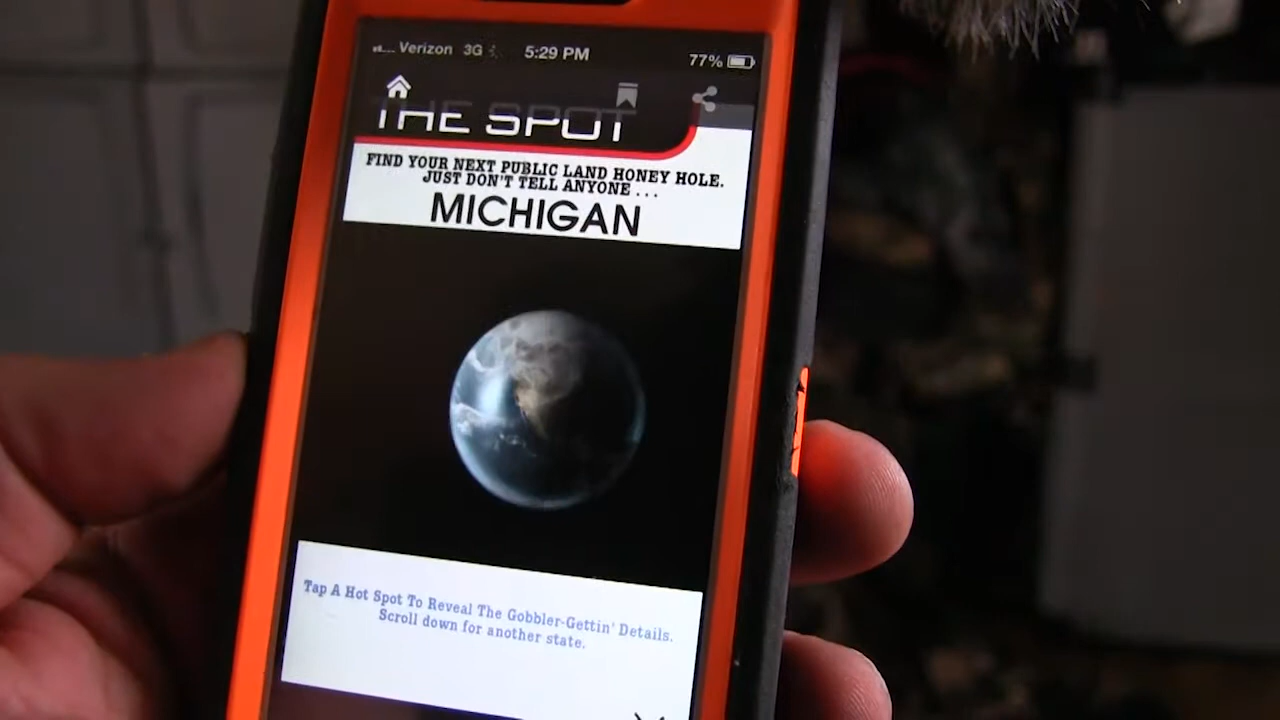 Verizon 3G 5:29 PM 77%
THE SPOT
FIND YOUR NEXT PUBLIC LAND HONEY HOLE.
JUST DON'T TELL ANYONE ...
MICHIGAN
Tap A Hot Spot To Reveal The Gobbler-Gettin' Details.
Scroll down for another state.